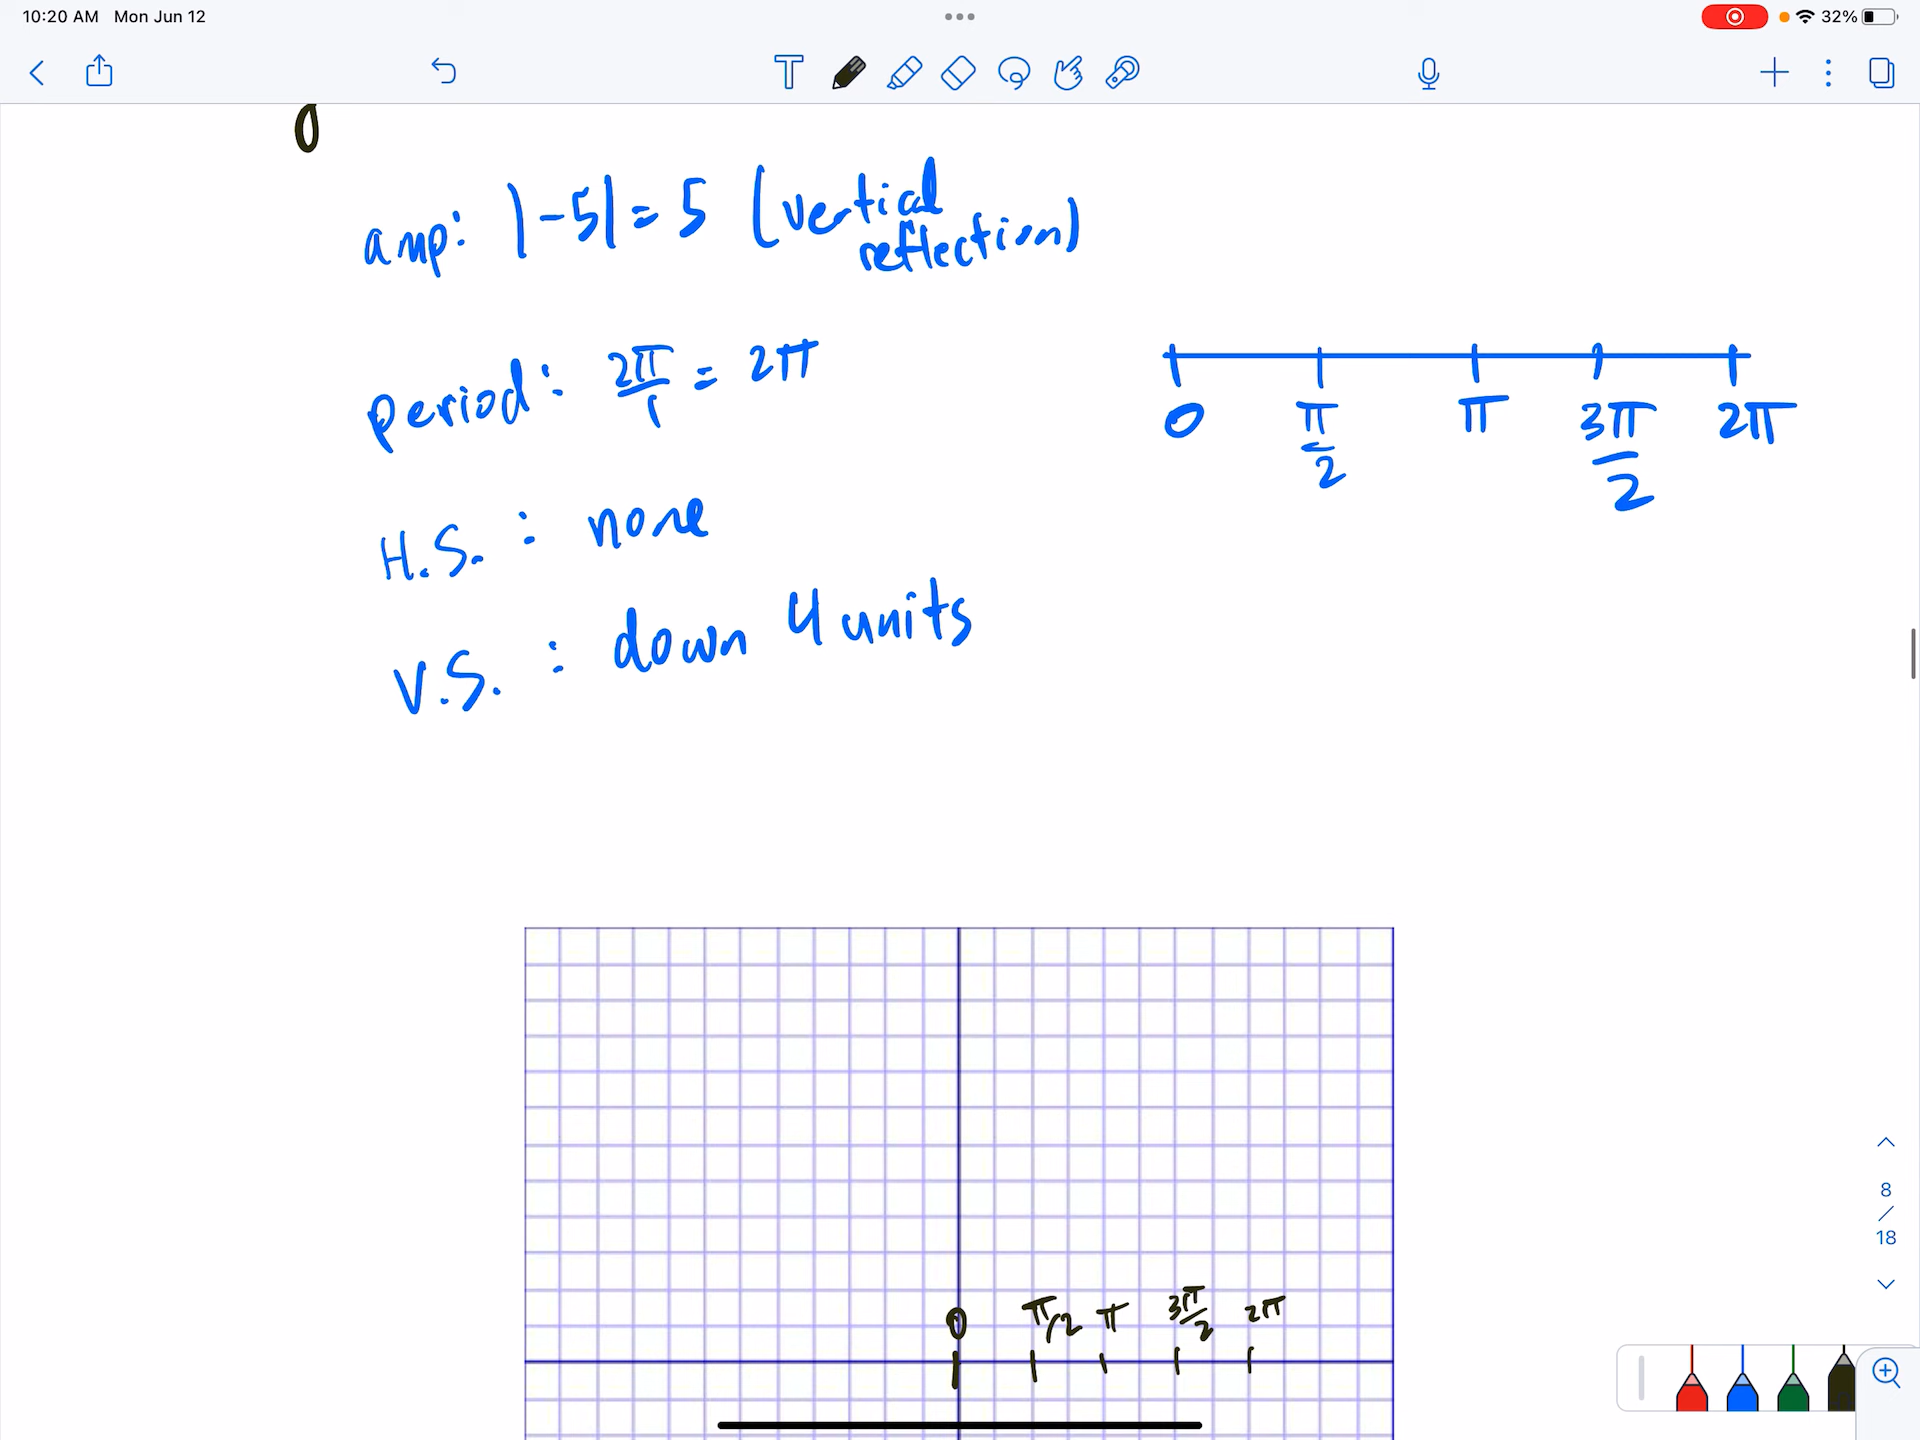 10:20 AM Mon Jun 12
32%
T
amp: |-5| = 5 (vertical
reflection)
period: 2π/1 = 2π
0 π/2 π 3π/2 2π
H.S. : none
V.S. : down 4 units
8
/
18
0 π/2 π 3π/2 2π